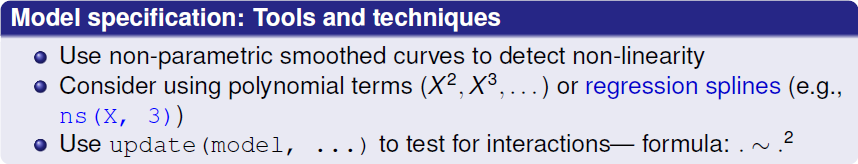 Model specification: Tools and techniques
Use non-parametric smoothed curves to detect non-linearity
Consider using polynomial terms (X², X³, . . . ) or regression splines (e.g.,
ns(X, 3))
Use update(model, ...) to test for interactions— formula: . ∼ .²